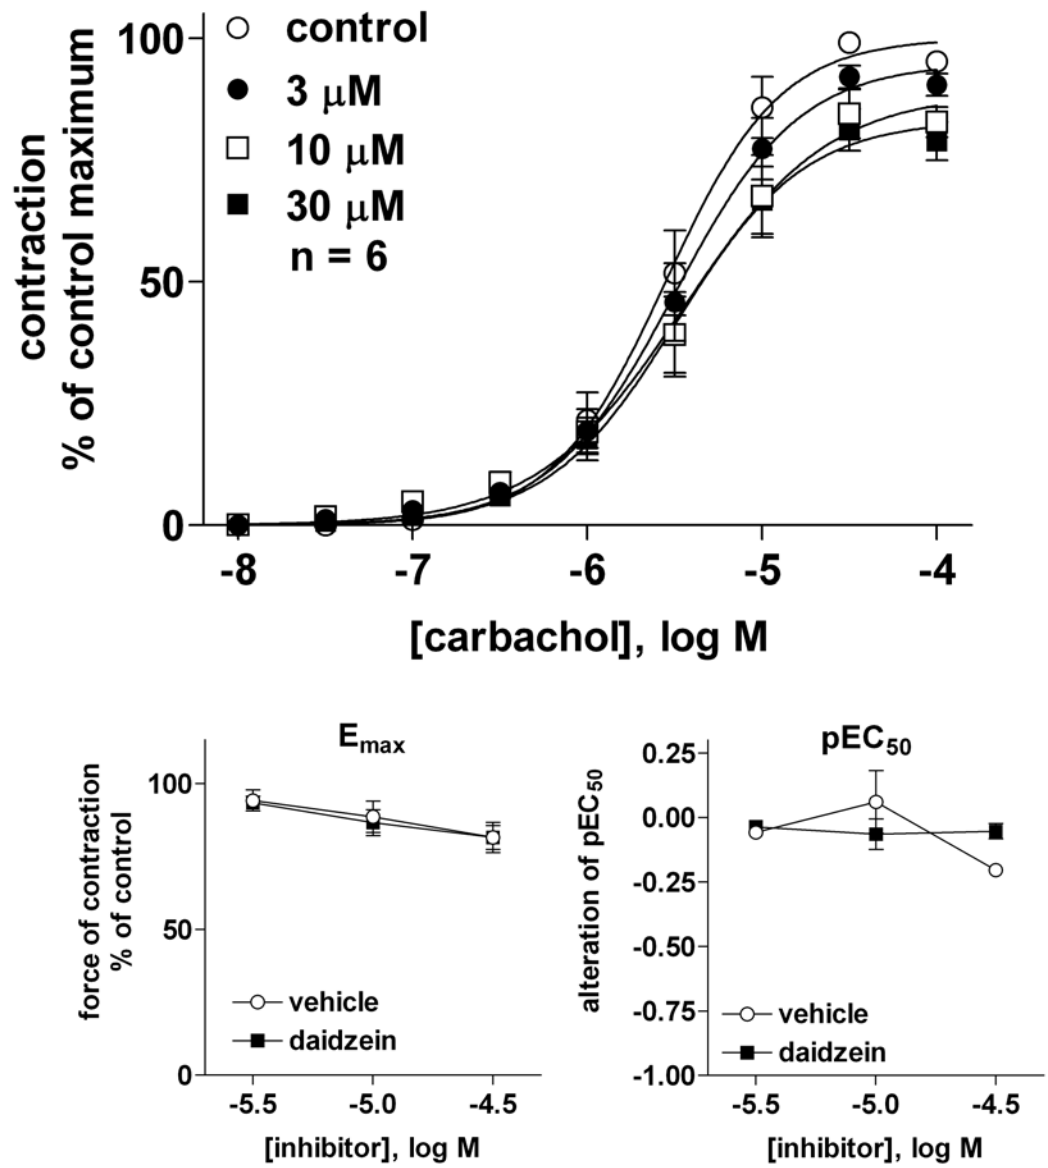 contraction
% of control maximum
100
50
0
control
3 μM
10 μM
30 μM
n = 6
-8
-7
-6
-5
-4
[carbachol], log M
Emax
force of contraction
% of control
100
50
0
vehicle
daidzein
-5.5
-5.0
-4.5
[inhibitor], log M
pEC50
alteration of pEC50
0.25
0.00
-0.25
-0.50
-0.75
-1.00
vehicle
daidzein
-5.5
-5.0
-4.5
[inhibitor], log M